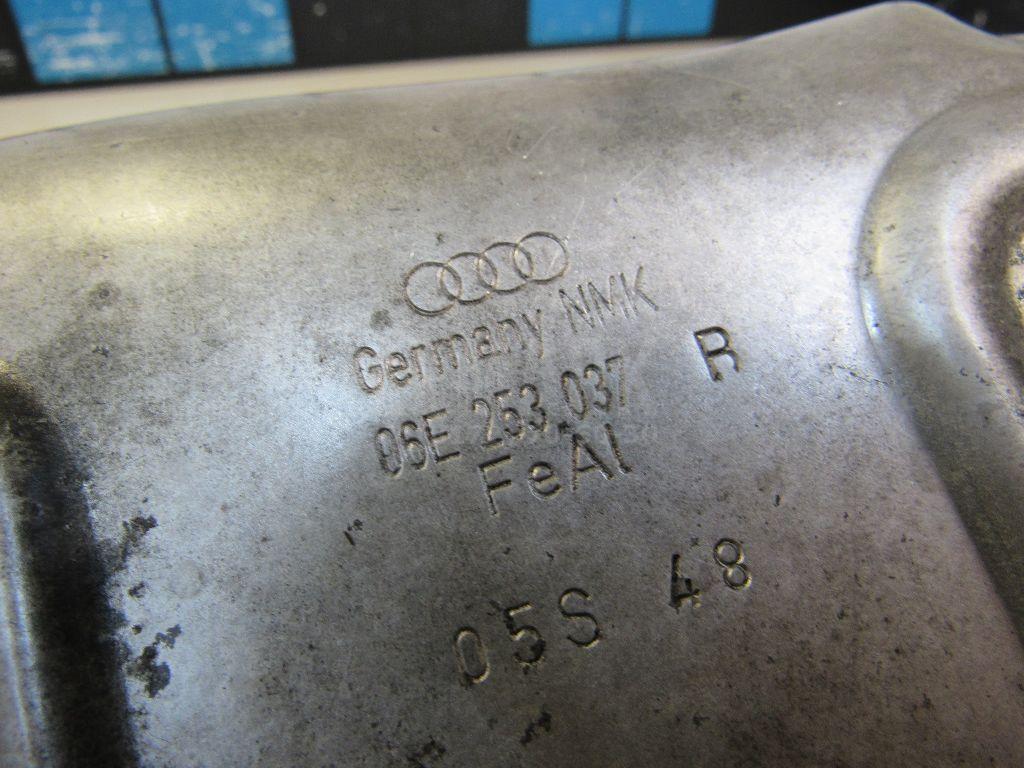 Germany NMK
06E 253 037 R
FeAl
05S 48